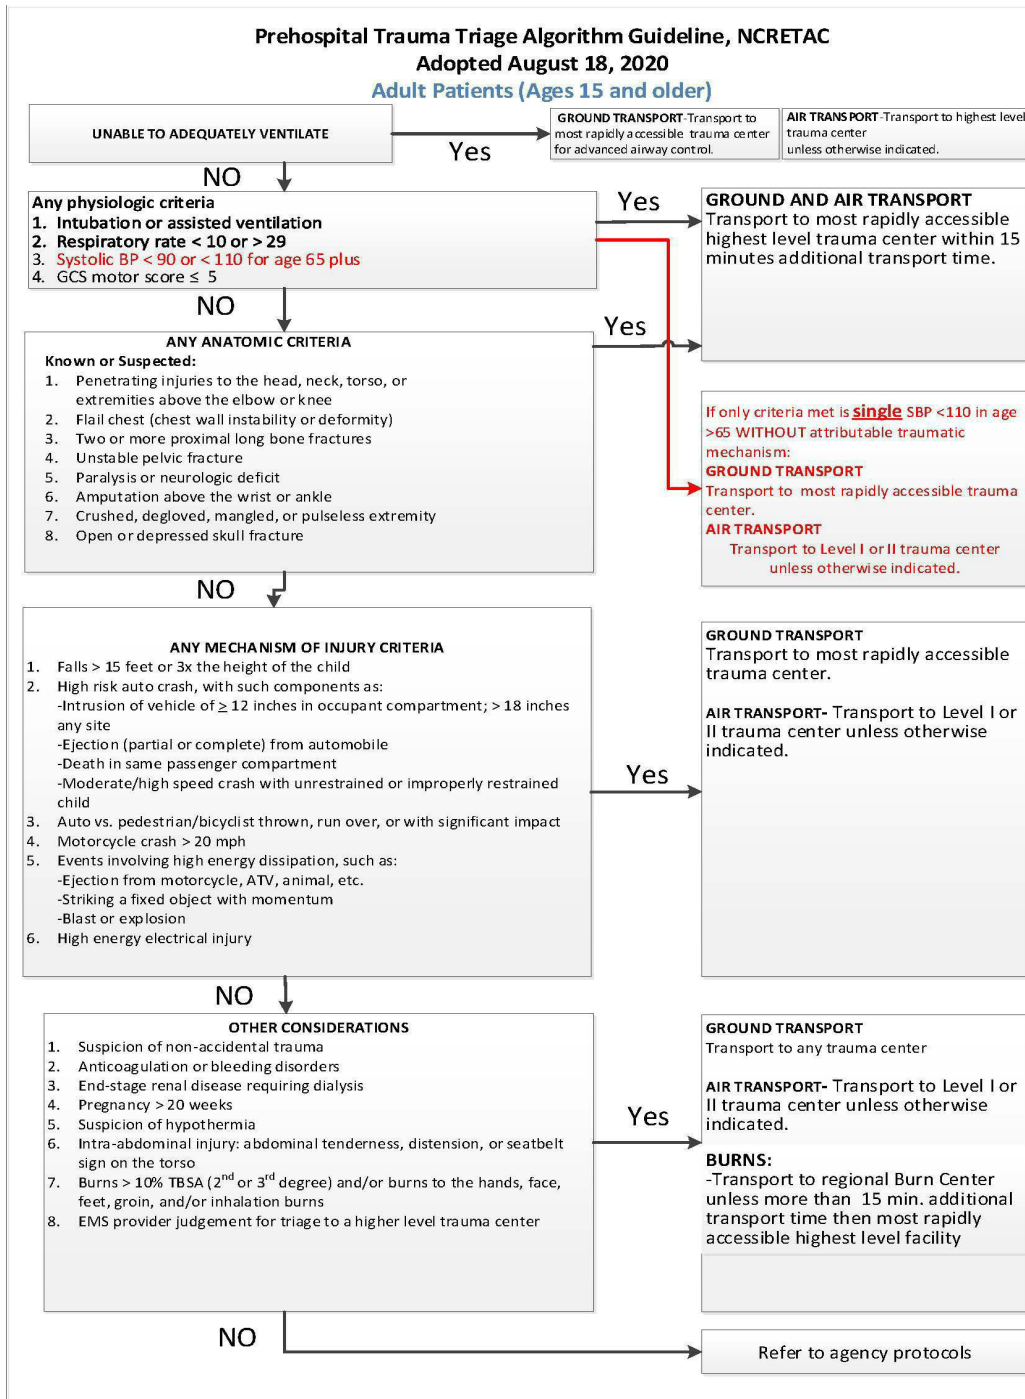 Prehospital Trauma Triage Algorithm Guideline, NCRETAC
Adopted August 18, 2020
Adult Patients (Ages 15 and older)
UNABLE TO ADEQUATELY VENTILATE
Yes
GROUND TRANSPORT-Transport to
most rapidly accessible trauma center
for advanced airway control.
AIR TRANSPORT-Transport to highest level
trauma center
unless otherwise indicated.
NO
Any physiologic criteria
1. Intubation or assisted ventilation
2. Respiratory rate < 10 or > 29
3. Systolic BP < 90 or < 110 for age 65 plus
4. GCS motor score ≤ 5
Yes
GROUND AND AIR TRANSPORT
Transport to most rapidly accessible
highest level trauma center within 15
minutes additional transport time.
NO
ANY ANATOMIC CRITERIA
Known or Suspected:
1. Penetrating injuries to the head, neck, torso, or
extremities above the elbow or knee
2. Flail chest (chest wall instability or deformity)
3. Two or more proximal long bone fractures
4. Unstable pelvic fracture
5. Paralysis or neurologic deficit
6. Amputation above the wrist or ankle
7. Crushed, degloved, mangled, or pulseless extremity
8. Open or depressed skull fracture
Yes
If only criteria met is single SBP <110 in age
>65 WITHOUT attributable traumatic
mechanism:
GROUND TRANSPORT
Transport to most rapidly accessible trauma
center.
AIR TRANSPORT
Transport to Level I or II trauma center
unless otherwise indicated.
NO
ANY MECHANISM OF INJURY CRITERIA
1. Falls > 15 feet or 3x the height of the child
2. High risk auto crash, with such components as:
-Intrusion of vehicle of ≥ 12 inches in occupant compartment; > 18 inches
any site
-Ejection (partial or complete) from automobile
-Death in same passenger compartment
-Moderate/high speed crash with unrestrained or improperly restrained
child
3. Auto vs. pedestrian/bicyclist thrown, run over, or with significant impact
4. Motorcycle crash > 20 mph
5. Events involving high energy dissipation, such as:
-Ejection from motorcycle, ATV, animal, etc.
-Striking a fixed object with momentum
-Blast or explosion
6. High energy electrical injury
Yes
GROUND TRANSPORT
Transport to most rapidly accessible
trauma center.
AIR TRANSPORT- Transport to Level I or
II trauma center unless otherwise
indicated.
NO
OTHER CONSIDERATIONS
1. Suspicion of non-accidental trauma
2. Anticoagulation or bleeding disorders
3. End-stage renal disease requiring dialysis
4. Pregnancy > 20 weeks
5. Suspicion of hypothermia
6. Intra-abdominal injury: abdominal tenderness, distension, or seatbelt
sign on the torso
7. Burns > 10% TBSA (2nd or 3rd degree) and/or burns to the hands, face,
feet, groin, and/or inhalation burns
8. EMS provider judgement for triage to a higher level trauma center
Yes
GROUND TRANSPORT
Transport to any trauma center
AIR TRANSPORT- Transport to Level I or
II trauma center unless otherwise
indicated.
BURNS:
-Transport to regional Burn Center
unless more than 15 min. additional
transport time then most rapidly
accessible highest level facility
NO
Refer to agency protocols